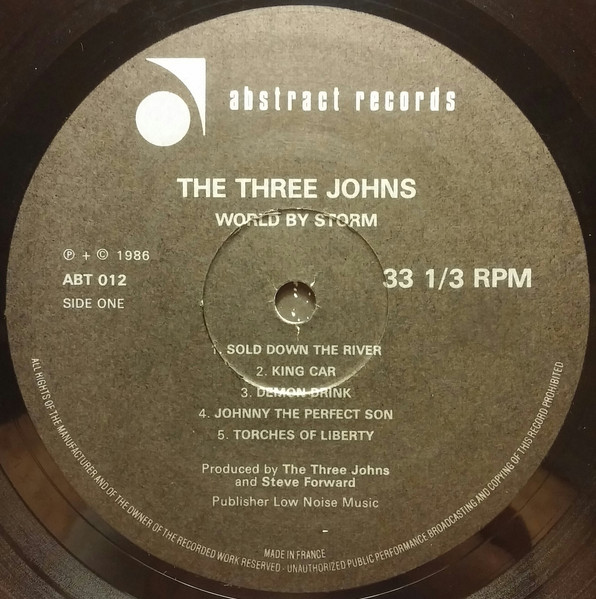 abstract records
THE THREE JOHNS
WORLD BY STORM
℗ + © 1986
ABT 012
33 1/3 RPM
SIDE ONE
1. SOLD DOWN THE RIVER
2. KING CAR
3. DEMON DRINK
4. JOHNNY THE PERFECT SON
5. TORCHES OF LIBERTY
Produced by The Three Johns
and Steve Forward
Publisher Low Noise Music
MADE IN FRANCE
ALL RIGHTS OF THE MANUFACTURER AND OF THE OWNER OF THE RECORDED WORK RESERVED - UNAUTHORIZED PUBLIC PERFORMANCE BROADCASTING AND COPYING OF THIS RECORD PROHIBITED